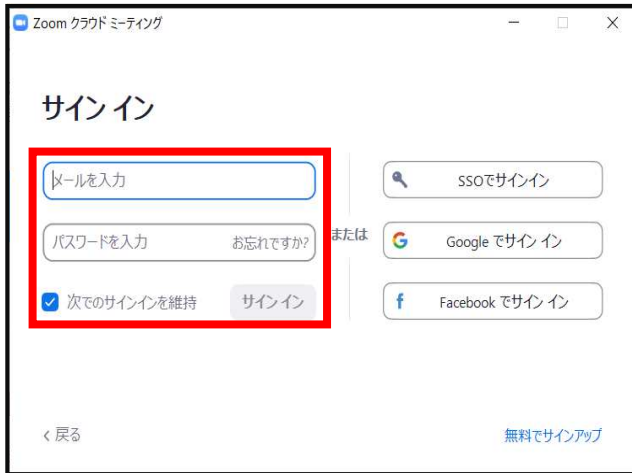 Zoom クラウド ミーティング
サイン イン
メールを入力
パスワードを入力 お忘れですか?
次でのサインインを維持 サイン イン
または
SSOでサインイン
Google でサイン イン
Facebook でサイン イン
戻る
無料でサインアップ